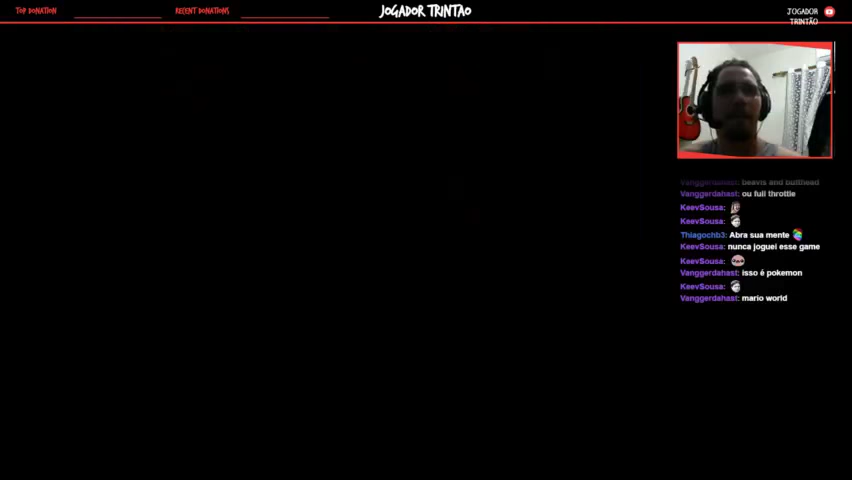 TOP DONATION
RECENT DONATIONS
JOGADOR TRINTAO
JOGADOR
TRINTÃO
Vanggerdahast: beavis and butthead
Vanggerdahast: ou full throttle
KeevSousa:
KeevSousa:
Thiagochb3: Abra sua mente
KeevSousa: nunca joguei esse game
KeevSousa:
Vanggerdahast: isso é pokemon
KeevSousa:
Vanggerdahast: mario world